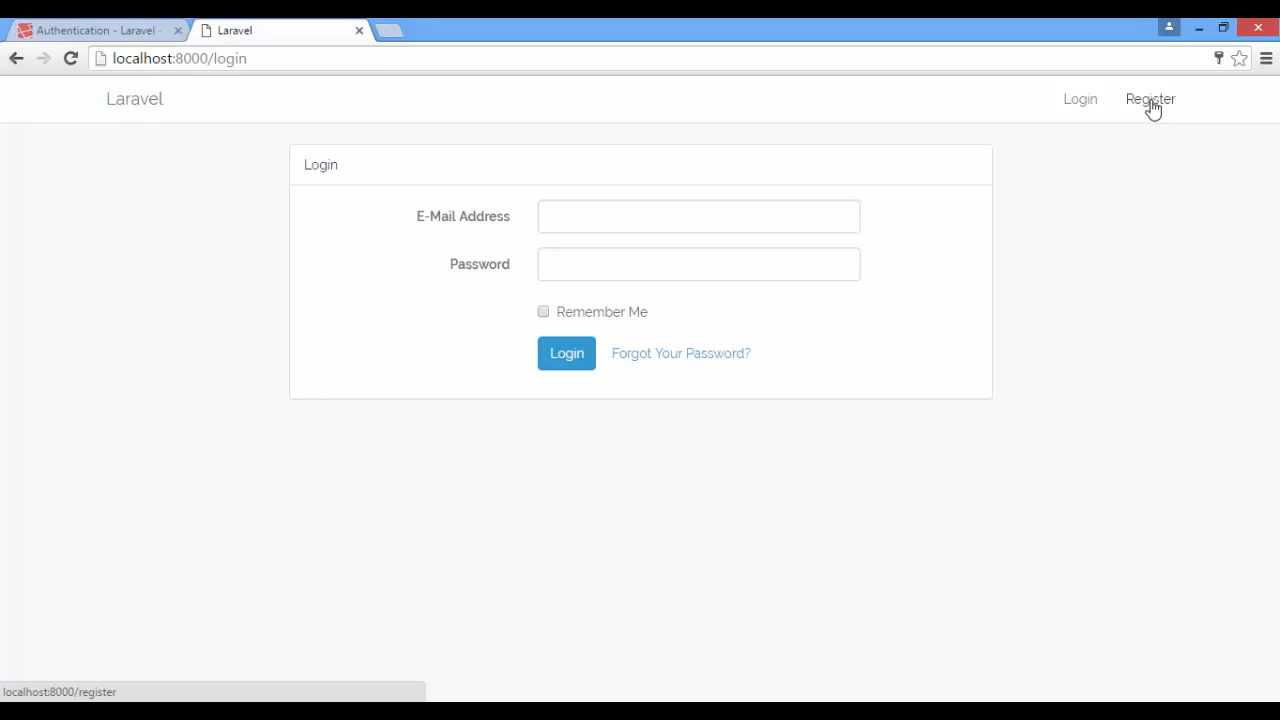 Authentication - Laravel -
Laravel
localhost:8000/login
Laravel
Login
Register
Login
E-Mail Address
Password
Remember Me
Login
Forgot Your Password?
localhost:8000/register